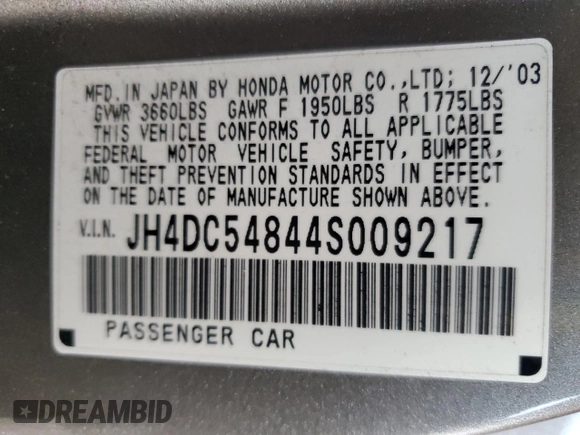 MFD. IN JAPAN BY HONDA MOTOR CO.,LTD; 12/'03
GVWR 3660LBS GAWR F 1950LBS R 1775LBS
THIS VEHICLE CONFORMS TO ALL APPLICABLE
FEDERAL MOTOR VEHICLE SAFETY, BUMPER,
AND THEFT PREVENTION STANDARDS IN EFFECT
ON THE DATE OF MANUFACTURE SHOWN ABOVE.
V.I.N. JH4DC54844S009217
PASSENGER CAR
DREAMBID